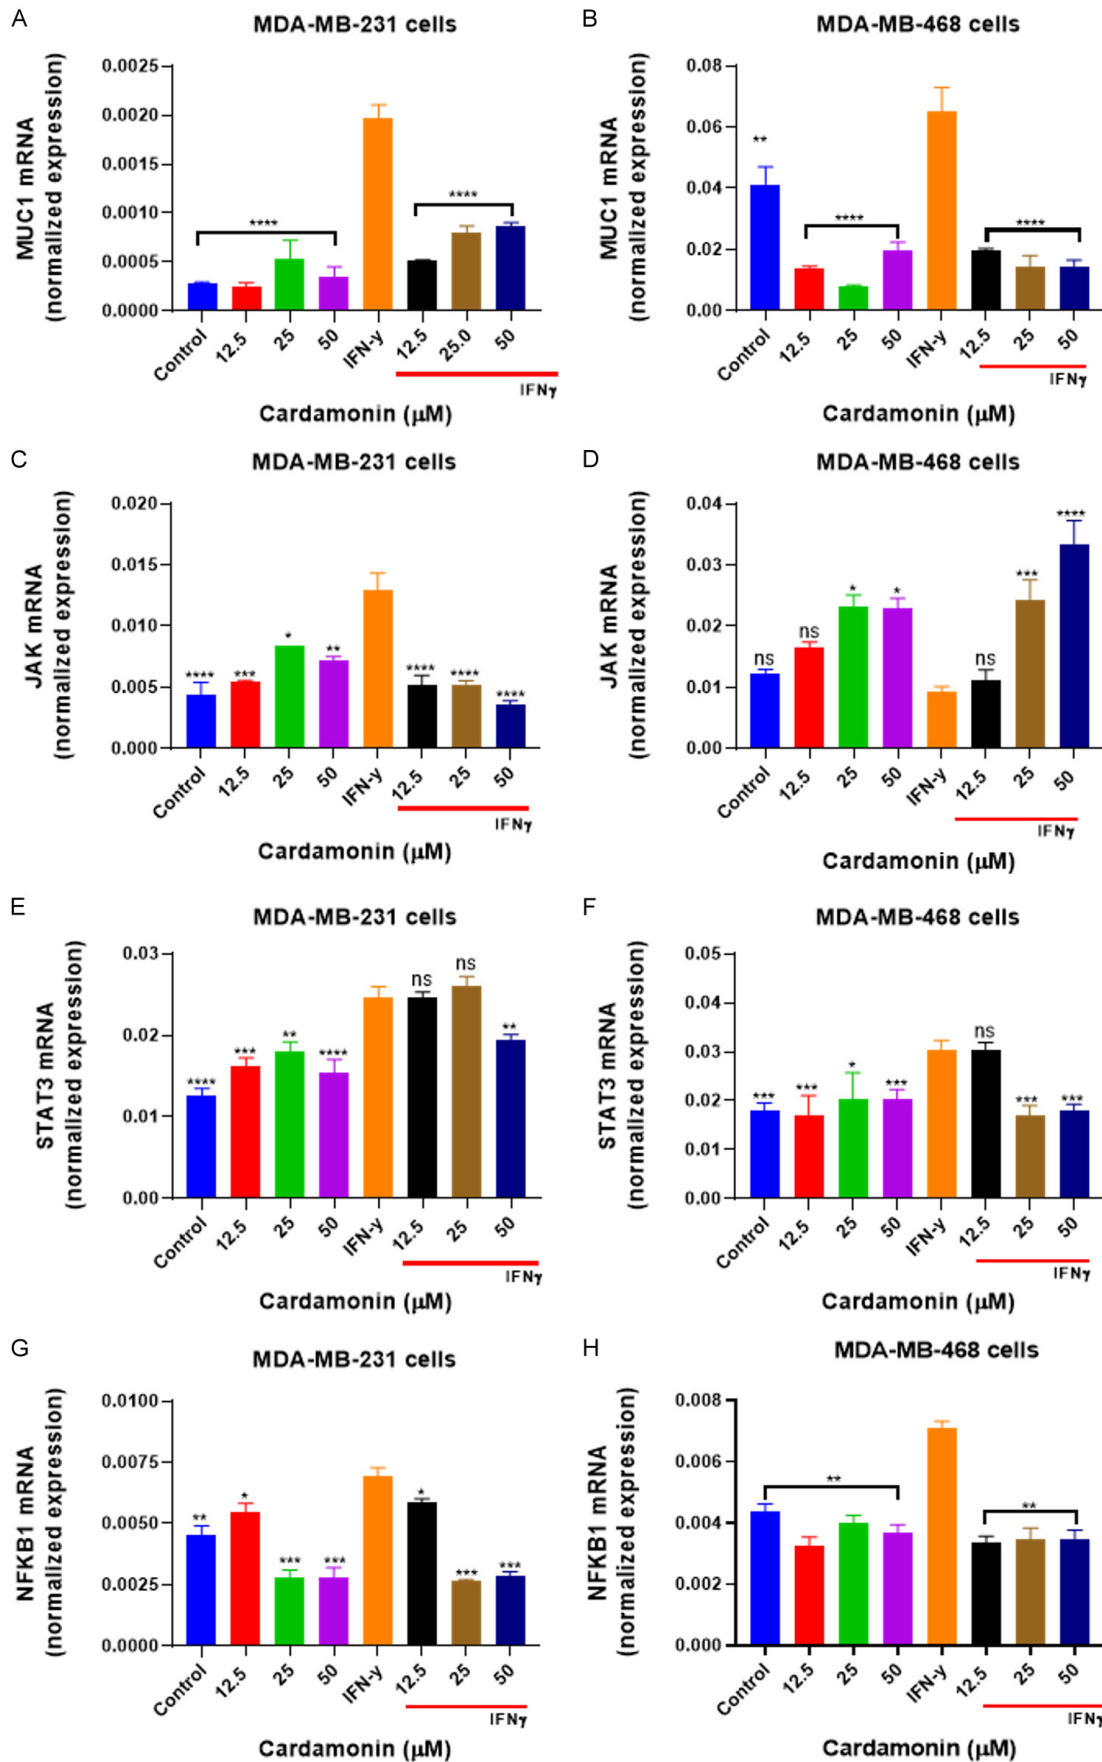 A
MDA-MB-231 cells
MUC1 mRNA
(normalized expression)
0.0025
0.0020
0.0015
0.0010
0.0005
0.0000
****
****
Control
12.5
25
50
IFN-y
12.5
25.0
50
IFNγ
Cardamonin (μM)
B
MDA-MB-468 cells
MUC1 mRNA
(normalized expression)
0.08
0.06
0.04
0.02
0.00
**
****
****
Control
12.5
25
50
IFN-y
12.5
25
50
IFNγ
Cardamonin (μM)
C
MDA-MB-231 cells
JAK mRNA
(normalized expression)
0.020
0.015
0.010
0.005
0.000
****
***
*
**
****
****
****
Control
12.5
25
50
IFN-y
12.5
25
50
IFNγ
Cardamonin (μM)
D
MDA-MB-468 cells
JAK mRNA
(normalized expression)
0.04
0.03
0.02
0.01
0.00
ns
ns
*
*
ns
***
****
Control
12.5
25
50
IFN-y
12.5
25
50
IFNγ
Cardamonin (μM)
E
MDA-MB-231 cells
STAT3 mRNA
(normalized expression)
0.03
0.02
0.01
0.00
****
***
**
****
ns
ns
**
Control
12.5
25
50
IFN-y
12.5
25
50
IFNγ
Cardamonin (μM)
F
MDA-MB-468 cells
STAT3 mRNA
(normalized expression)
0.05
0.04
0.03
0.02
0.01
0.00
***
***
*
***
ns
***
***
Control
12.5
25
50
IFN-y
12.5
25
50
IFNγ
Cardamonin (μM)
G
MDA-MB-231 cells
NFKB1 mRNA
(normalized expression)
0.0100
0.0075
0.0050
0.0025
0.0000
**
*
***
***
*
***
***
Control
12.5
25
50
IFN-y
12.5
25
50
IFNγ
Cardamonin (μM)
H
MDA-MB-468 cells
NFKB1 mRNA
(normalized expression)
0.008
0.006
0.004
0.002
0.000
**
**
Control
12.5
25
50
IFN-y
12.5
25
50
IFNγ
Cardamonin (μM)